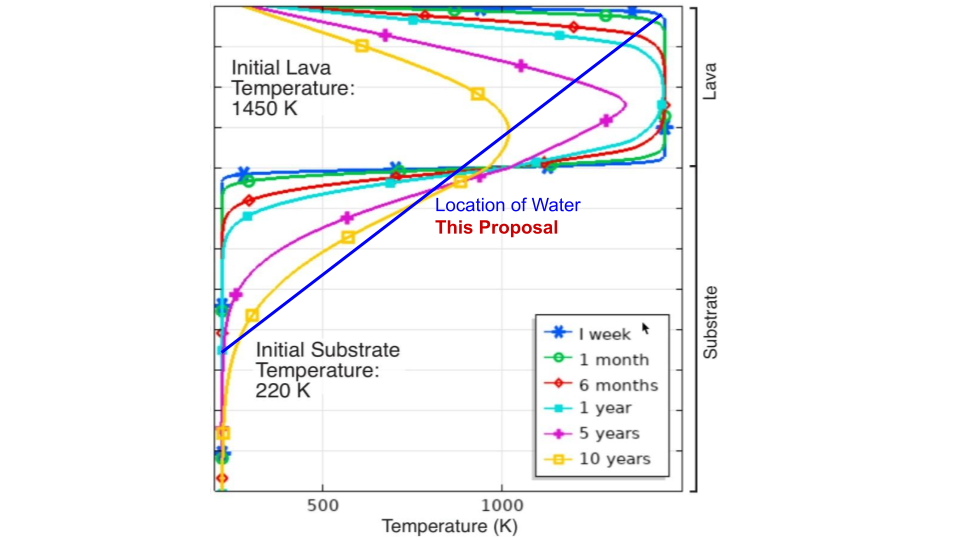 Initial Lava
Temperature:
1450 K
Lava
Location of Water
This Proposal
Substrate
Initial Substrate
Temperature:
220 K
I week
1 month
6 months
1 year
5 years
10 years
500
1000
Temperature (K)